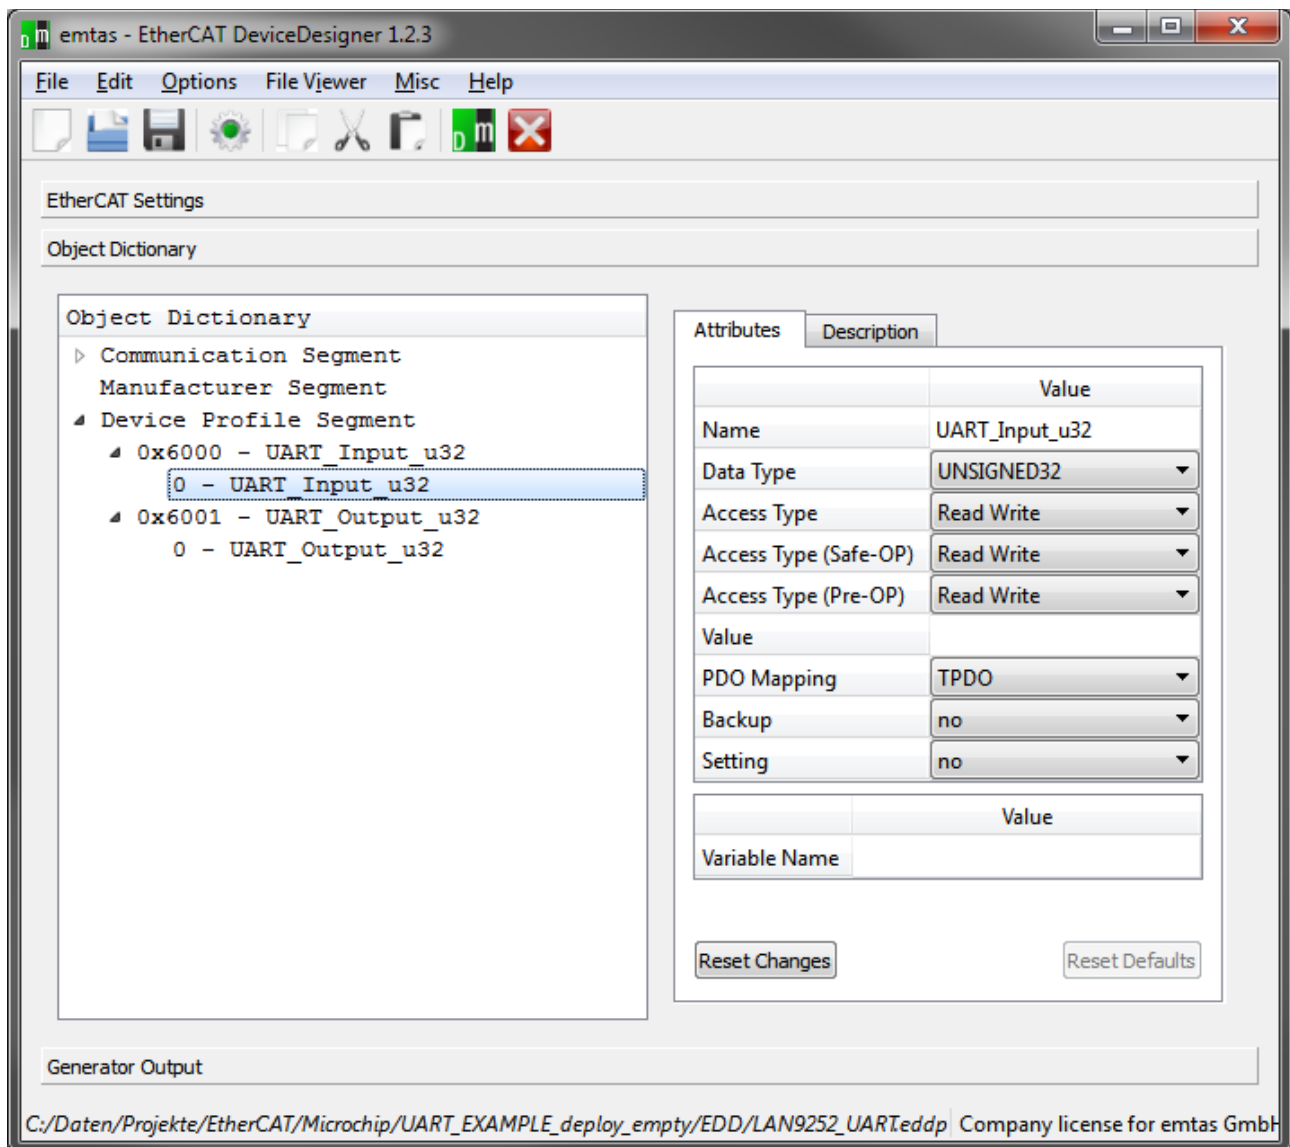 emtas - EtherCAT DeviceDesigner 1.2.3
File Edit Options File Viewer Misc Help
EtherCAT Settings
Object Dictionary
Object Dictionary
Communication Segment
Manufacturer Segment
Device Profile Segment
0x6000 - UART_Input_u32
0 - UART_Input_u32
0x6001 - UART_Output_u32
0 - UART_Output_u32
Attributes Description
Value
Name UART_Input_u32
Data Type UNSIGNED32
Access Type Read Write
Access Type (Safe-OP) Read Write
Access Type (Pre-OP) Read Write
Value
PDO Mapping TPDO
Backup no
Setting no
Value
Variable Name
Reset Changes Reset Defaults
Generator Output
C:/Daten/Projekte/EtherCAT/Microchip/UART_EXAMPLE_deploy_empty/EDD/LAN9252_UART.eddp Company license for emtas GmbH